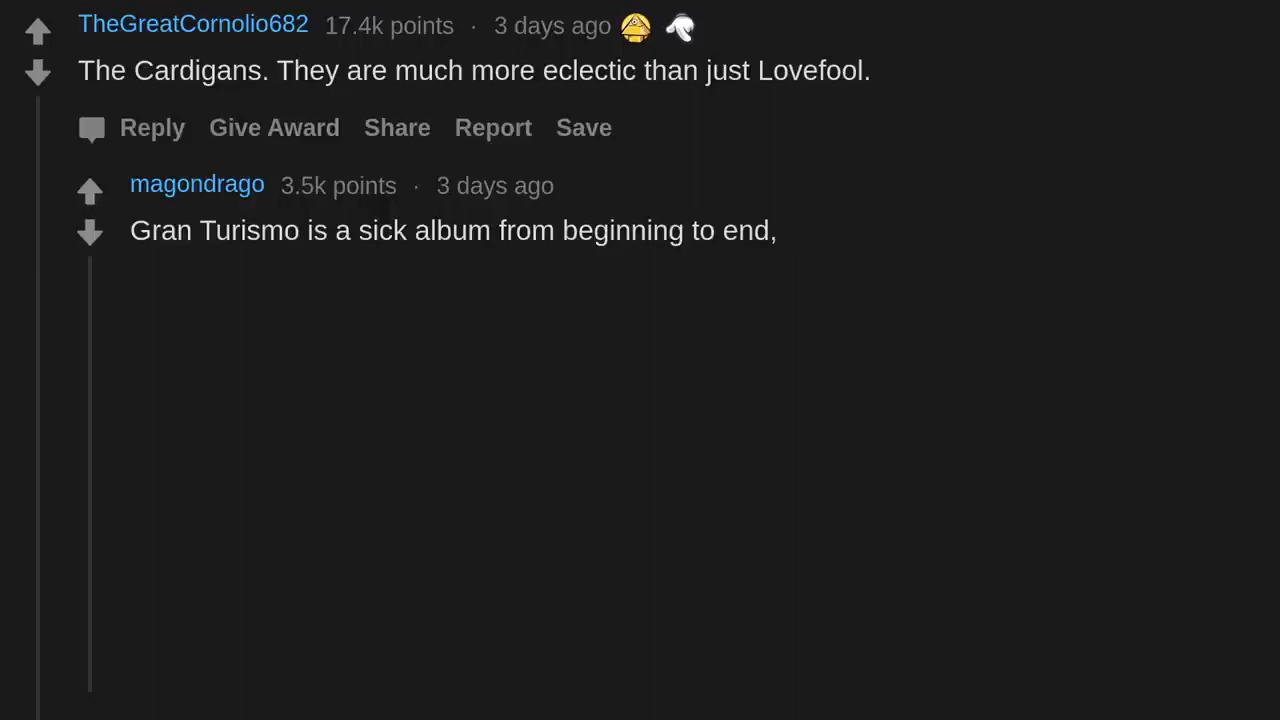 TheGreatCornolio682 17.4k points · 3 days ago
The Cardigans. They are much more eclectic than just Lovefool.
Reply Give Award Share Report Save
magondrago 3.5k points · 3 days ago
Gran Turismo is a sick album from beginning to end,